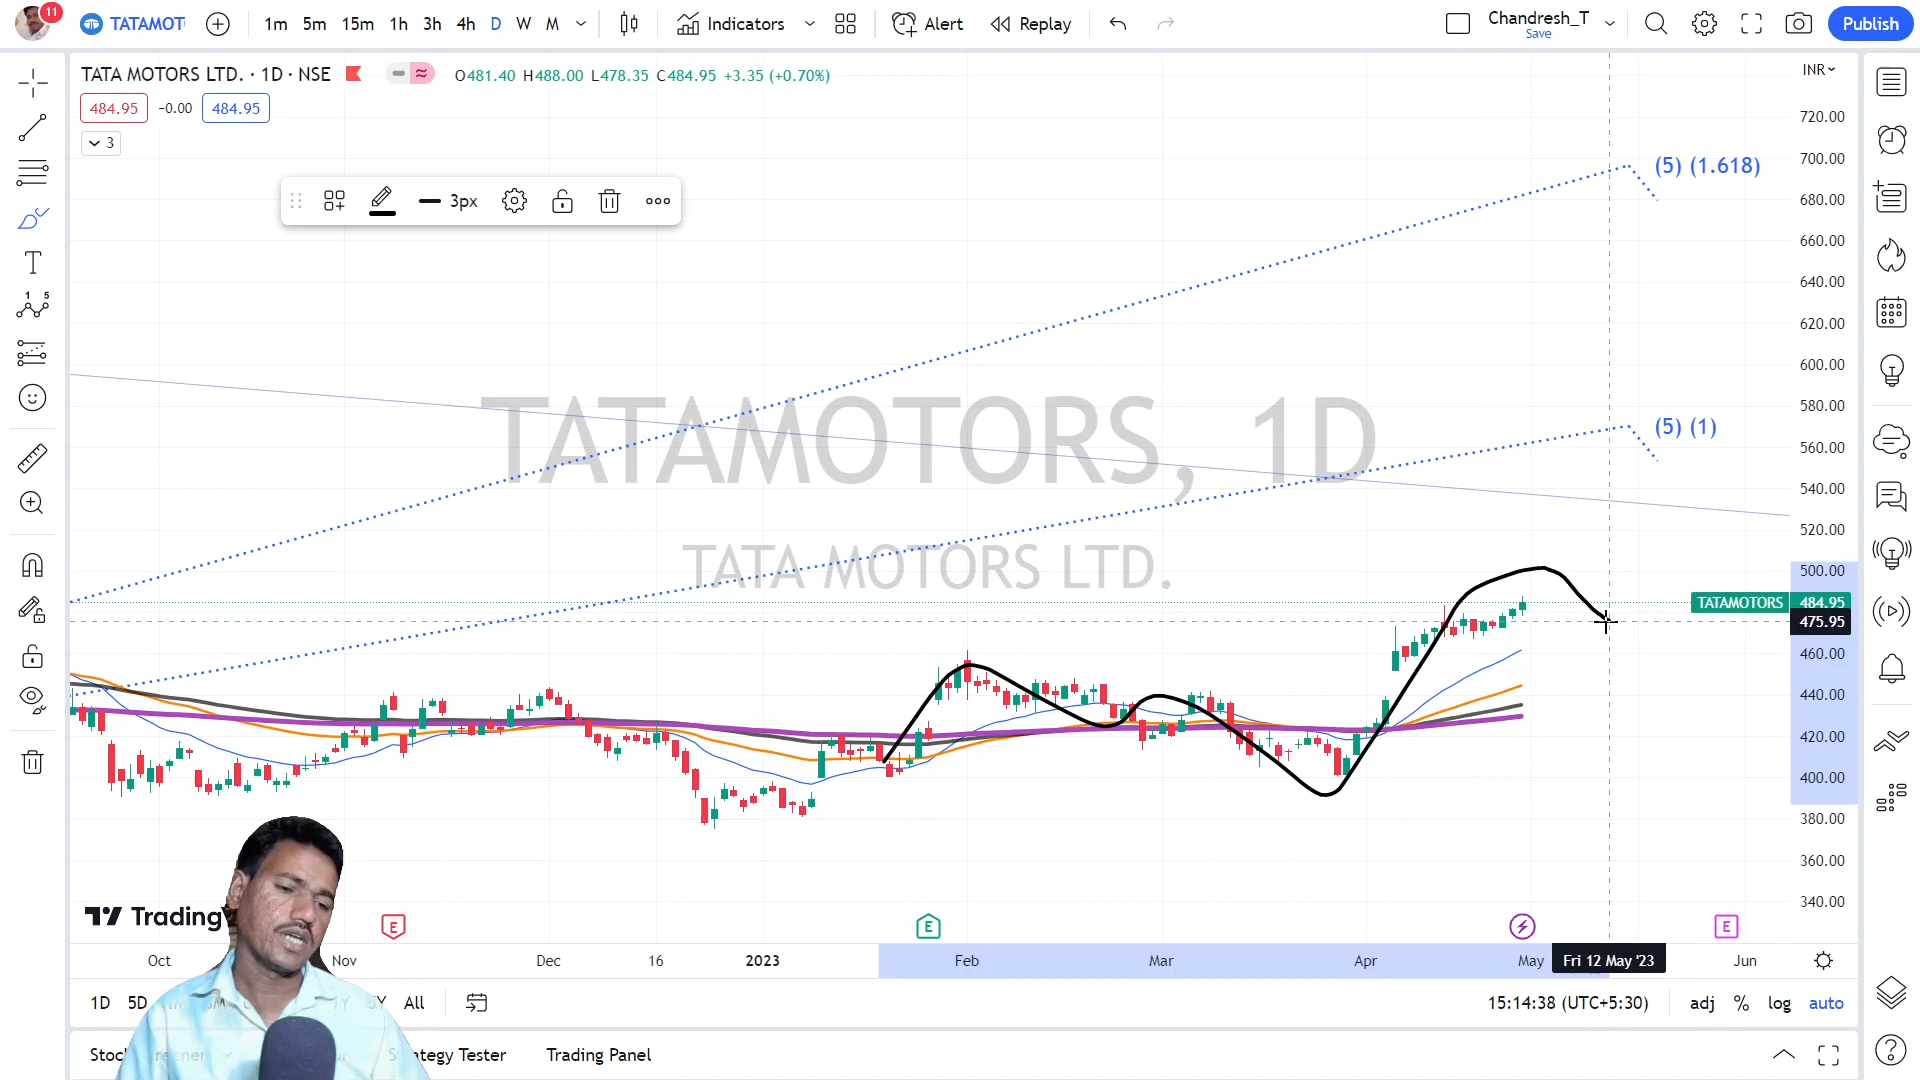 11
TATAMOT
1m 5m 15m 1h 3h 4h D W M
Indicators
Alert
Replay
Chandresh_T
Save
Publish
TATA MOTORS LTD. · 1D · NSE
O481.40 H488.00 L478.35 C484.95 +3.35 (+0.70%)
INR
484.95 −0.00 484.95
3
3px
1 5
T
(5) (1.618)
(5) (1)
TATAMOTORS, 1D
TATA MOTORS LTD.
720.00
700.00
680.00
660.00
640.00
620.00
600.00
580.00
560.00
540.00
520.00
500.00
TATAMOTORS 484.95
475.95
460.00
440.00
420.00
400.00
380.00
360.00
340.00
Trading
E E E
Oct Nov Dec 16 2023 Feb Mar Apr May Fri 12 May '23 Jun
1D 5D All
15:14:38 (UTC+5:30) adj % log auto
Trading Panel
Tester